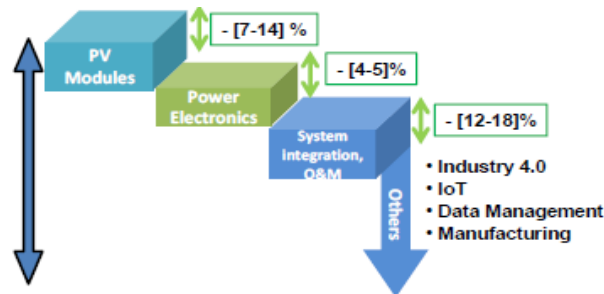 PV
Modules
- [7-14] %
Power
Electronics
- [4-5]%
System
Integration,
O&M
- [12-18]%
Others
• Industry 4.0
• IoT
• Data Management
• Manufacturing